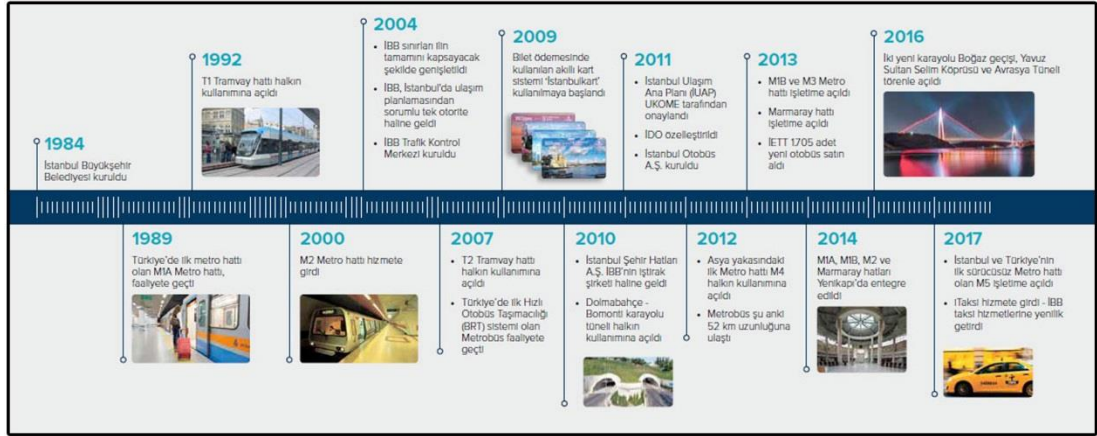 1984
İstanbul Büyükşehir
Belediyesi kuruldu
1992
T1 Tramvay hattı halkın
kullanımına açıldı
2004
• İBB sınırları ilin
tamamını kapsayacak
şekilde genişletildi
• İBB, İstanbul'da ulaşım
planlamasından
sorumlu tek otorite
haline geldi
• İBB Trafik Kontrol
Merkezi kuruldu
2009
Bilet ödemesinde
kullanılan akıllı kart
sistemi 'İstanbulkart'
kullanılmaya başlandı
2011
• İstanbul Ulaşım
Ana Planı (İUAP)
UKOME tarafından
onaylandı
• İDO özelleştirildi
• İstanbul Otobüs
A.Ş. kuruldu
2013
• M1B ve M3 Metro
hattı işletime açıldı
• Marmaray hattı
işletime açıldı
• İETT 1.705 adet
yeni otobüs satın
aldı
2016
İki yeni karayolu Boğaz geçişi, Yavuz
Sultan Selim Köprüsü ve Avrasya Tüneli
törenle açıldı
1989
Türkiye'de ilk metro hattı
olan M1A Metro hattı,
faaliyete geçti
2000
M2 Metro hattı hizmete
girdi
2007
• T2 Tramvay hattı
halkın kullanımına
açıldı
• Türkiye'de ilk Hızlı
Otobüs Taşımacılığı
(BRT) sistemi olan
Metrobüs faaliyete
geçti
2010
• İstanbul Şehir Hatları
A.Ş. İBB'nin iştirak
şirketi haline geldi
• Dolmabahçe -
Bomonti karayolu
tüneli halkın
kullanımına açıldı
2012
• Asya yakasındaki
ilk Metro hattı M4
halkın kullanımına
açıldı
• Metrobüs şu anki
52 km uzunluğuna
ulaştı
2014
M1A, M1B, M2 ve
Marmaray hatları
Yenikapı'da entegre
edildi
2017
• İstanbul ve Türkiye'nin
ilk sürücüsüz Metro hattı
olan M5 işletime açıldı
• iTaksi hizmete girdi - İBB
taksi hizmetlerine yenilik
getirdi